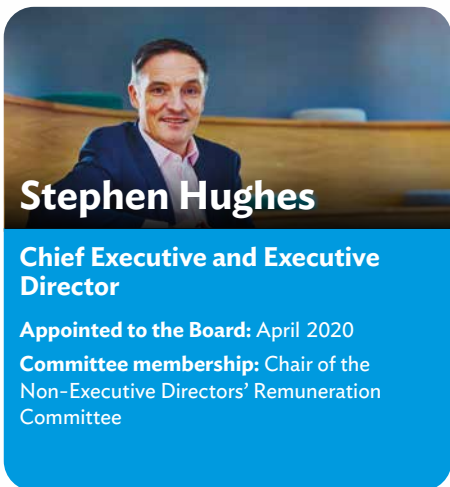 Stephen Hughes
Chief Executive and Executive
Director
Appointed to the Board: April 2020
Committee membership: Chair of the
Non-Executive Directors’ Remuneration
Committee